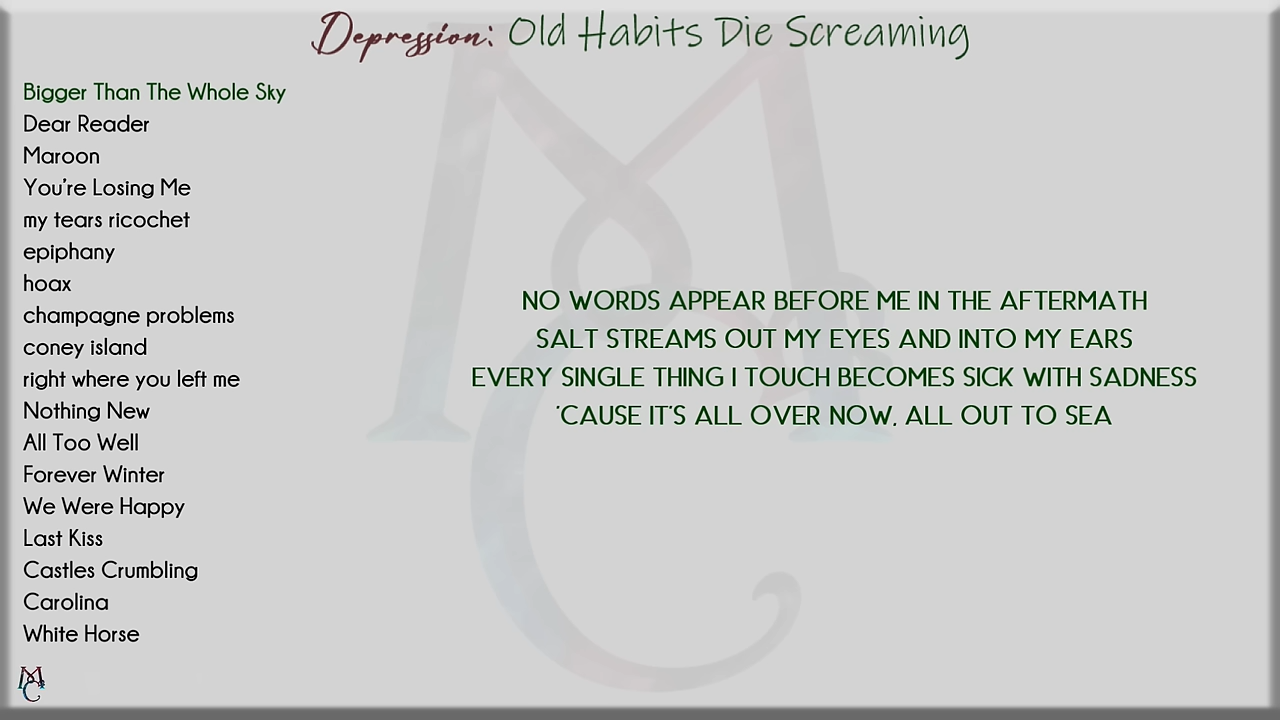 Depression: Old Habits Die Screaming
Bigger Than The Whole Sky
Dear Reader
Maroon
You're Losing Me
my tears ricochet
epiphany
hoax
champagne problems
coney island
right where you left me
Nothing New
All Too Well
Forever Winter
We Were Happy
Last Kiss
Castles Crumbling
Carolina
White Horse
NO WORDS APPEAR BEFORE ME IN THE AFTERMATH
SALT STREAMS OUT MY EYES AND INTO MY EARS
EVERY SINGLE THING I TOUCH BECOMES SICK WITH SADNESS
'CAUSE IT'S ALL OVER NOW, ALL OUT TO SEA